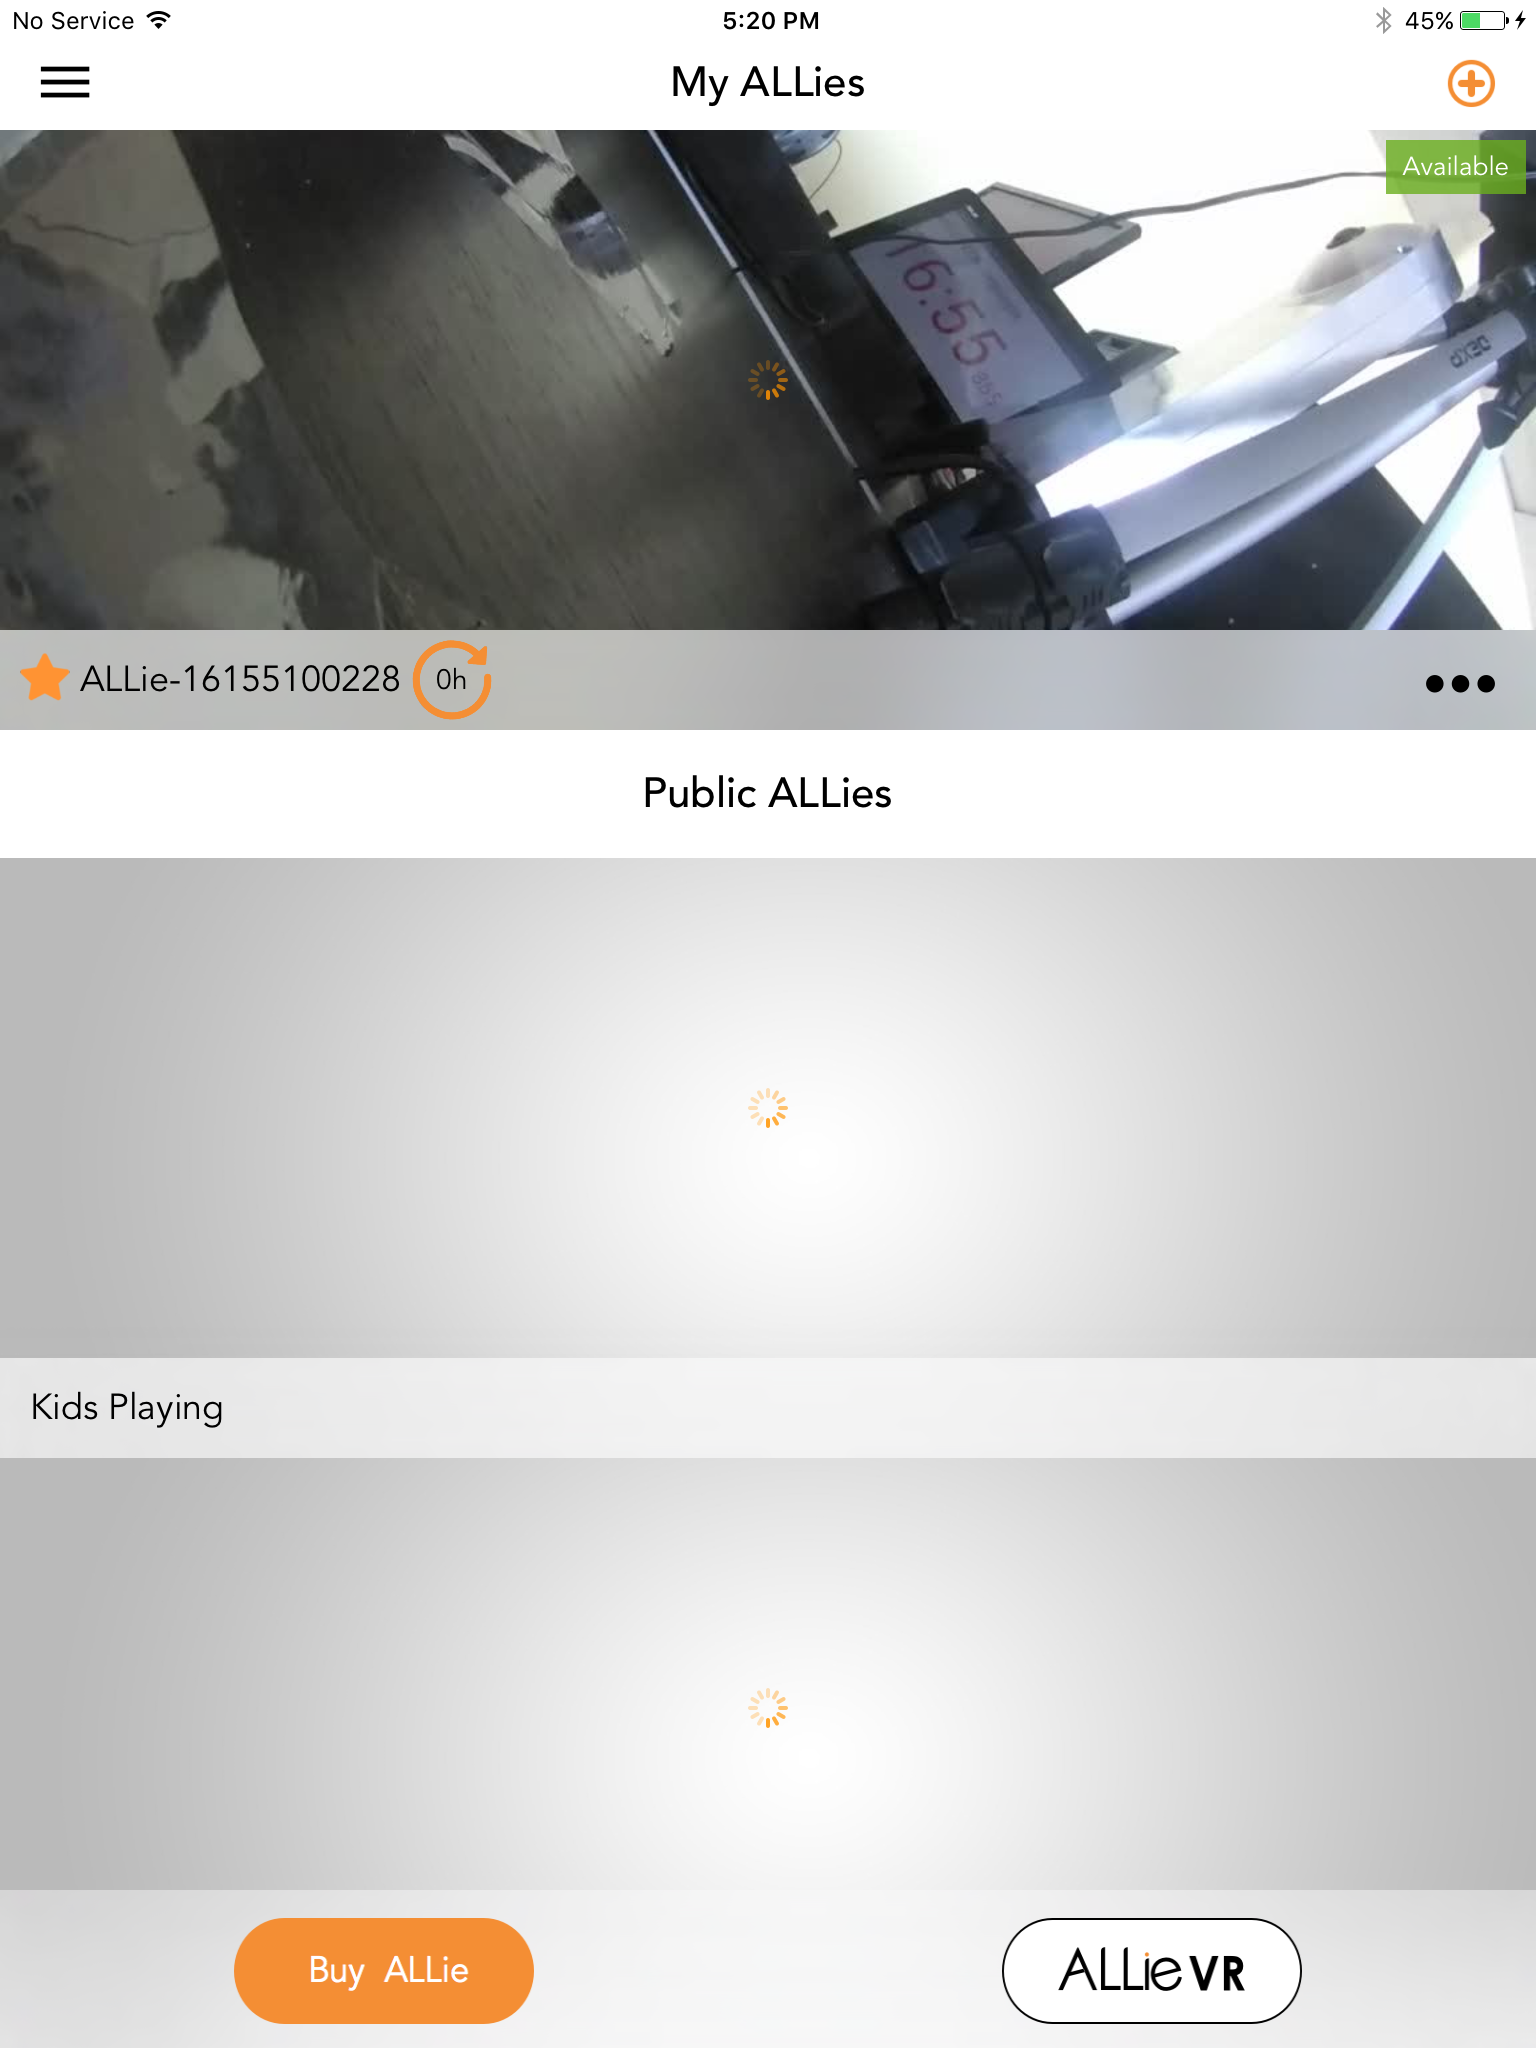 No Service
5:20 PM
45%
My ALLies
Available
16:55
DEXP
ALLie-16155100228
0h
Public ALLies
Kids Playing
Buy ALLie
ALLie VR